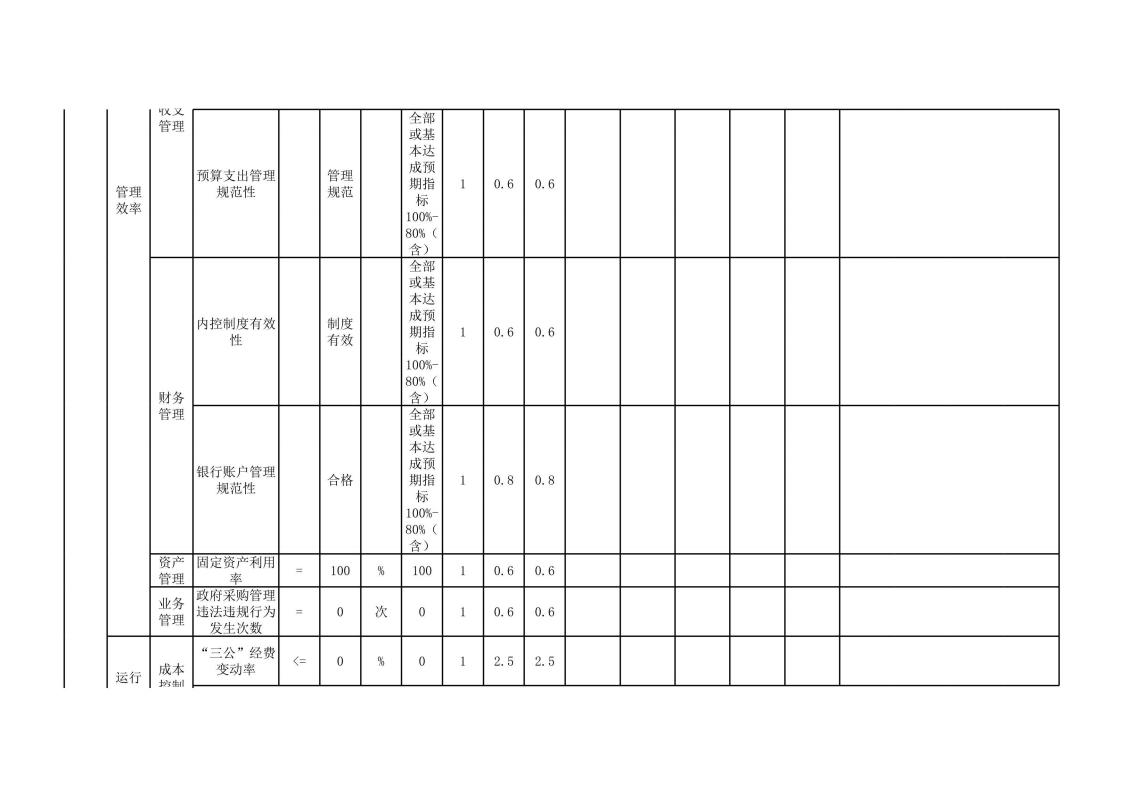 管理
效率
管理
预算支出管理
规范性
管理
规范
全部
或基
本达
成预
期指
标
100%-
80%（
含）
1
0.6
0.6
财务
管理
内控制度有效
性
制度
有效
全部
或基
本达
成预
期指
标
100%-
80%（
含）
1
0.6
0.6
银行账户管理
规范性
合格
全部
或基
本达
成预
期指
标
100%-
80%（
含）
1
0.8
0.8
资产
管理
固定资产利用
率
=
100
%
100
1
0.6
0.6
业务
管理
政府采购管理
违法违规行为
发生次数
=
0
次
0
1
0.6
0.6
运行
成本
控制
“三公”经费
变动率
<=
0
%
0
1
2.5
2.5